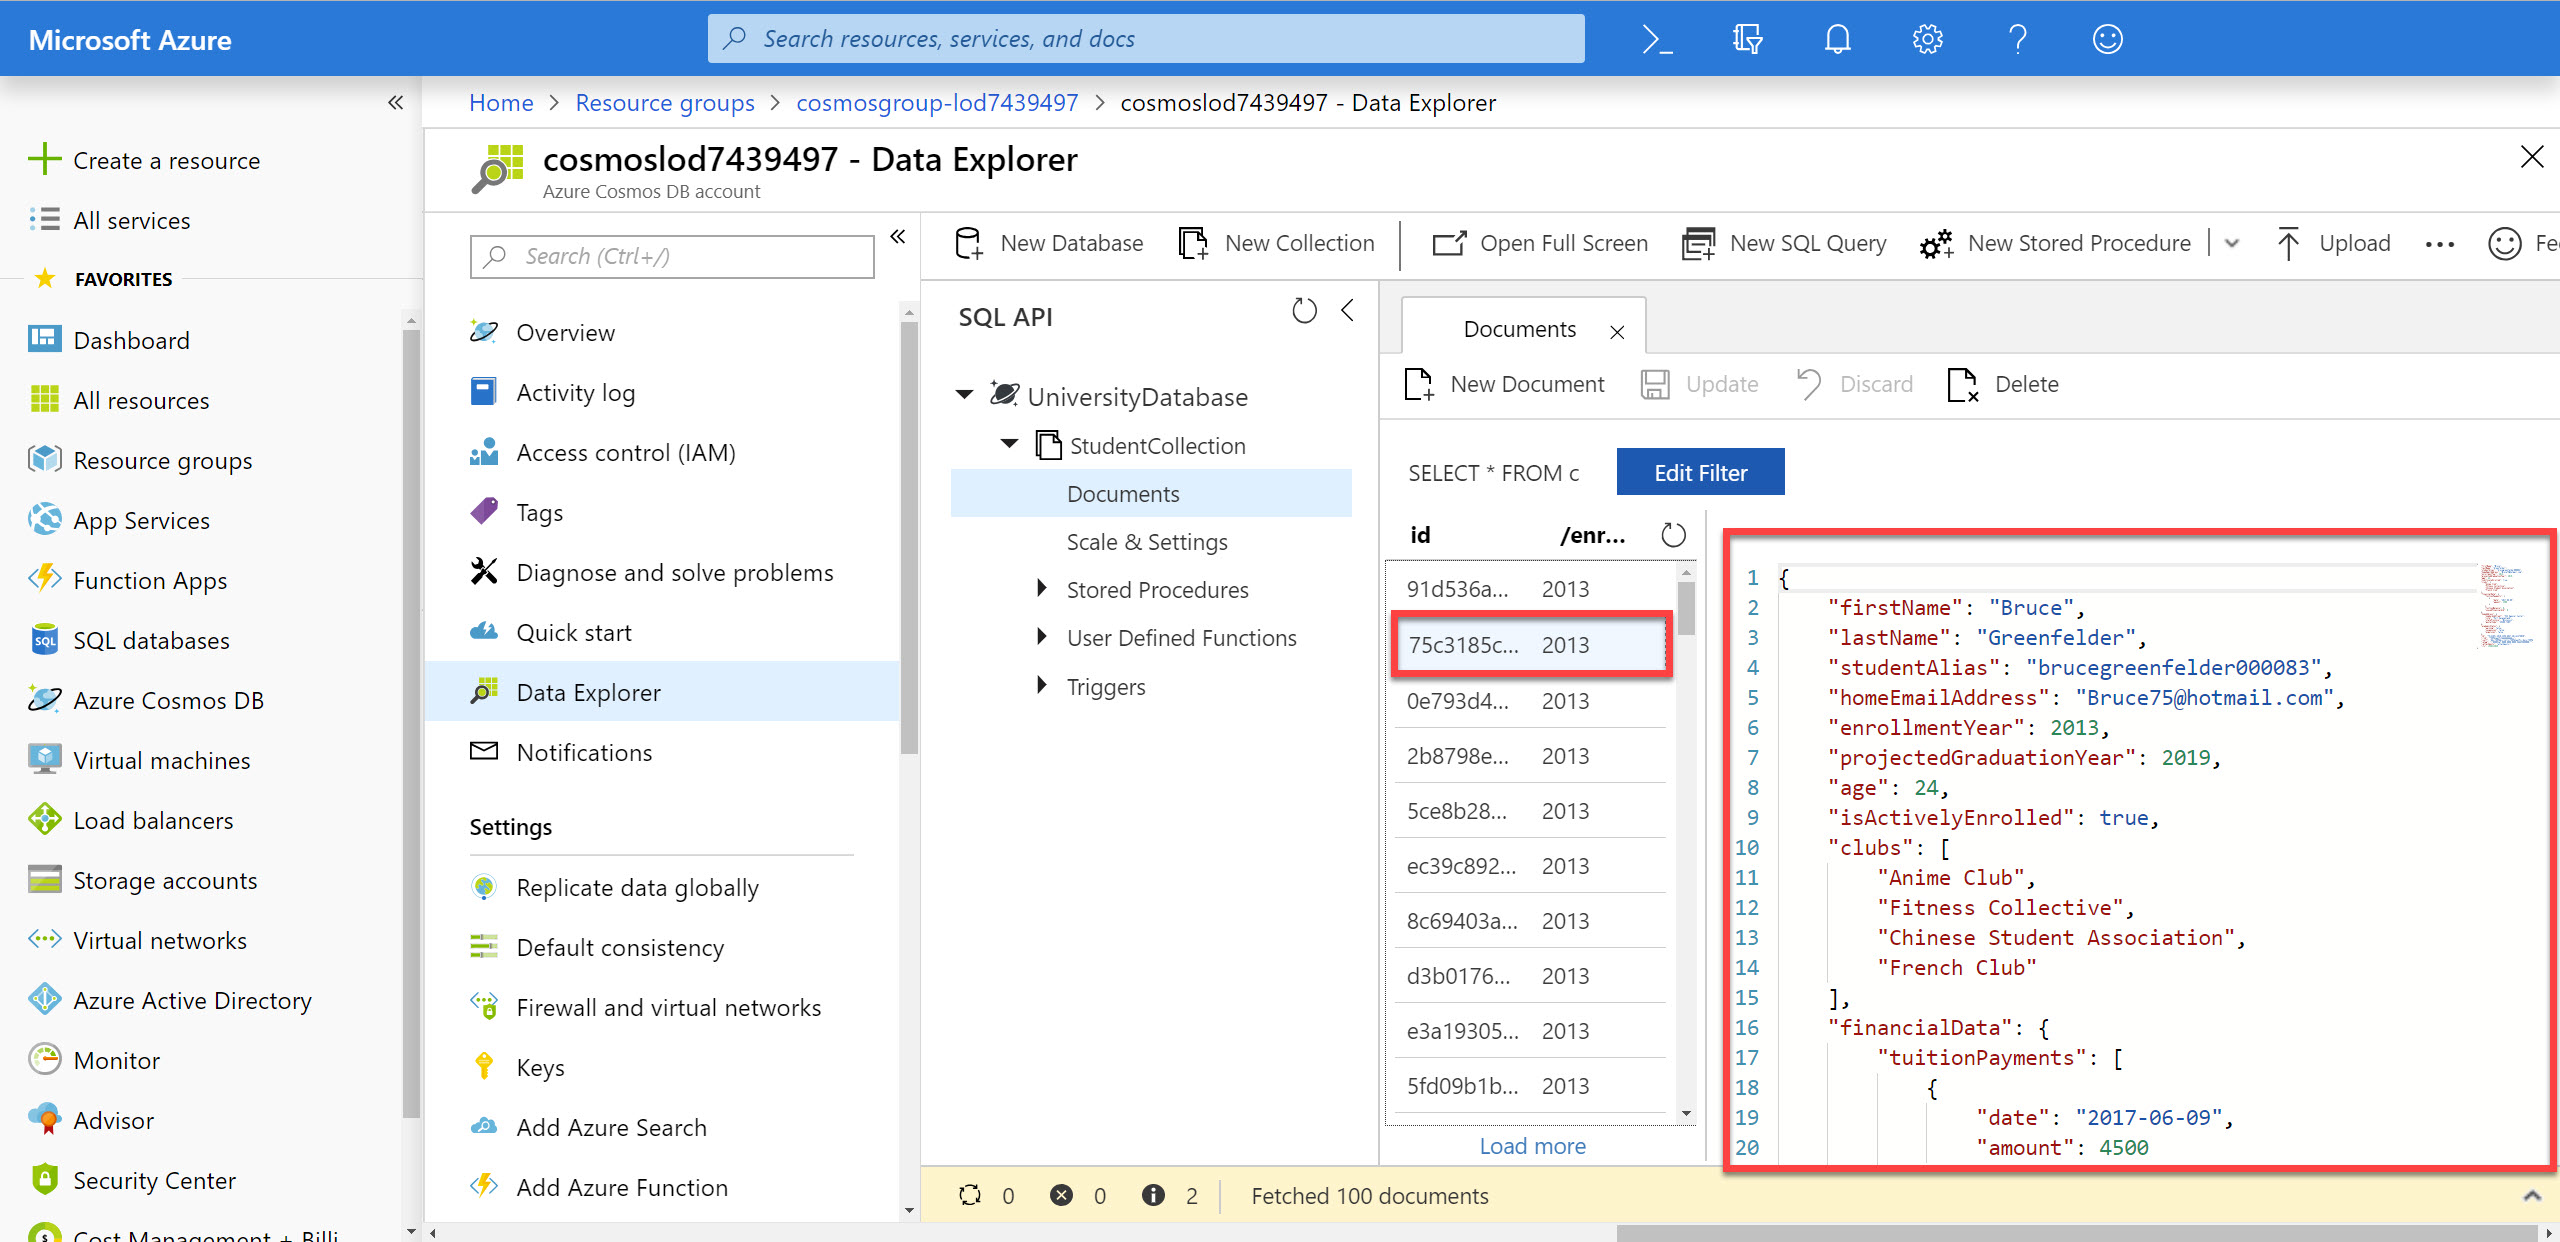 Microsoft Azure
Search resources, services, and docs
Home > Resource groups > cosmosgroup-lod7439497 > cosmoslod7439497 - Data Explorer
Create a resource
All services
FAVORITES
Dashboard
All resources
Resource groups
App Services
Function Apps
SQL databases
Azure Cosmos DB
Virtual machines
Load balancers
Storage accounts
Virtual networks
Azure Active Directory
Monitor
Advisor
Security Center
Cost Management + Billi
cosmoslod7439497 - Data Explorer
Azure Cosmos DB account
Search (Ctrl+/)
Overview
Activity log
Access control (IAM)
Tags
Diagnose and solve problems
Quick start
Data Explorer
Notifications
Settings
Replicate data globally
Default consistency
Firewall and virtual networks
Keys
Add Azure Search
Add Azure Function
New Database
New Collection
Open Full Screen
New SQL Query
New Stored Procedure
Upload
Fe
SQL API
UniversityDatabase
StudentCollection
Documents
Scale & Settings
Stored Procedures
User Defined Functions
Triggers
Documents
New Document
Update
Discard
Delete
SELECT * FROM c
Edit Filter
id /enr...
91d536a... 2013
75c3185c... 2013
0e793d4... 2013
2b8798e... 2013
5ce8b28... 2013
ec39c892... 2013
8c69403a... 2013
d3b0176... 2013
e3a19305... 2013
5fd09b1b... 2013
Load more
1 {
2 "firstName": "Bruce",
3 "lastName": "Greenfelder",
4 "studentAlias": "brucegreenfelder000083",
5 "homeEmailAddress": "Bruce75@hotmail.com",
6 "enrollmentYear": 2013,
7 "projectedGraduationYear": 2019,
8 "age": 24,
9 "isActivelyEnrolled": true,
10 "clubs": [
11 "Anime Club",
12 "Fitness Collective",
13 "Chinese Student Association",
14 "French Club"
15 ],
16 "financialData": {
17 "tuitionPayments": [
18 {
19 "date": "2017-06-09",
20 "amount": 4500
0 0 2 Fetched 100 documents